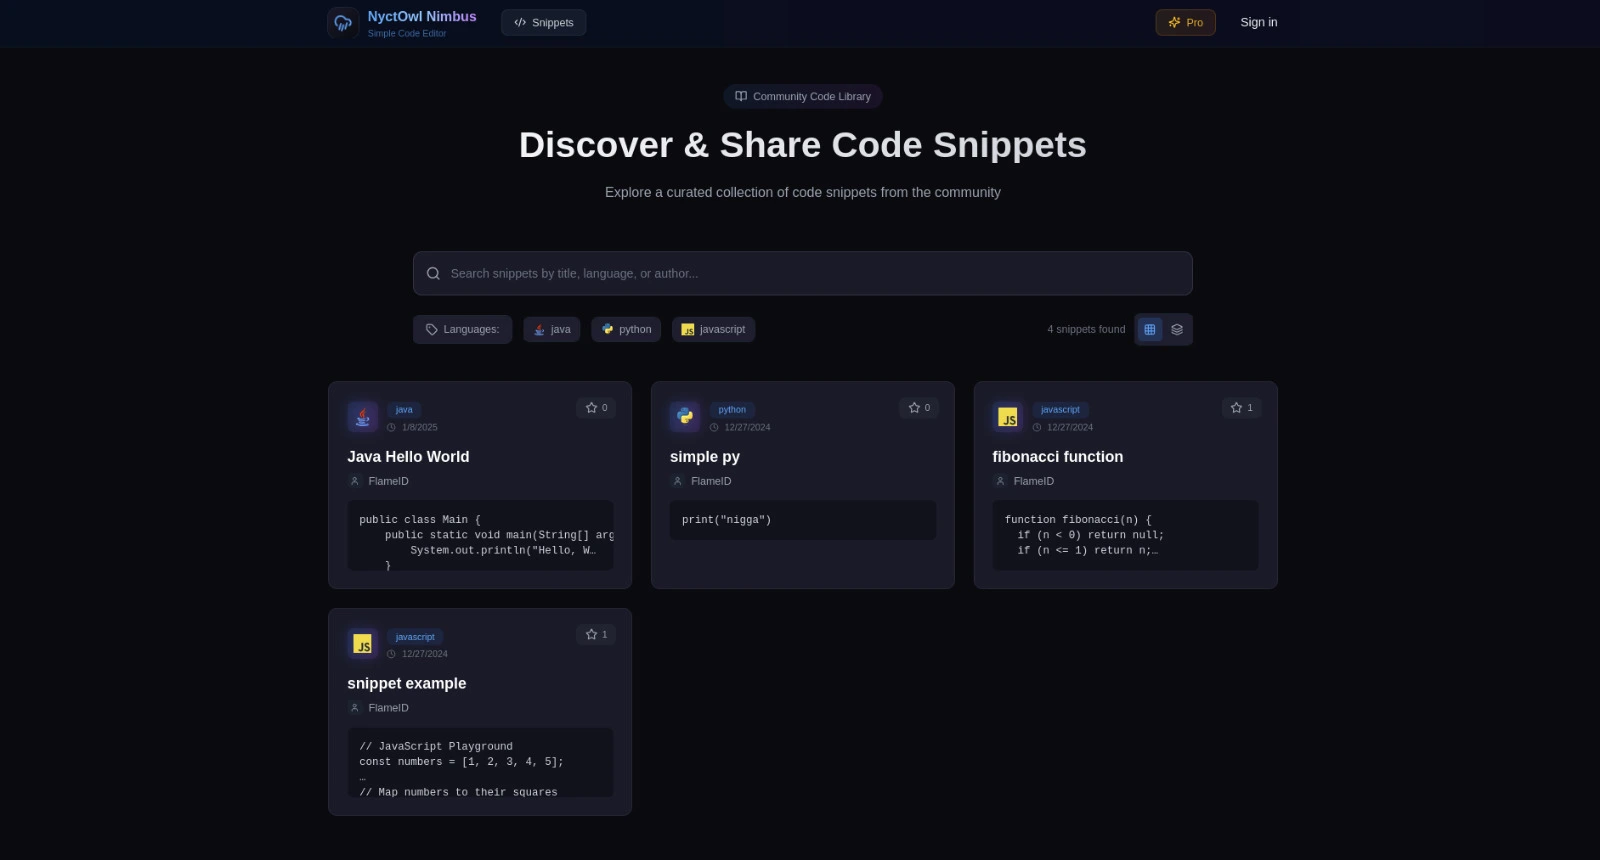 NyctOwl Nimbus
Simple Code Editor
Snippets
Pro
Sign in
Community Code Library
Discover & Share Code Snippets
Explore a curated collection of code snippets from the community
Search snippets by title, language, or author...
Languages:
java
python
JS javascript
4 snippets found
java
0
1/8/2025
Java Hello World
FlameID
public class Main {
    public static void main(String[] arg
        System.out.println("Hello, W…
    }
python
0
12/27/2024
simple py
FlameID
print("nigga")
JS
javascript
1
12/27/2024
fibonacci function
FlameID
function fibonacci(n) {
  if (n < 0) return null;
  if (n <= 1) return n;…
JS
javascript
1
12/27/2024
snippet example
FlameID
// JavaScript Playground
const numbers = [1, 2, 3, 4, 5];
…
// Map numbers to their squares